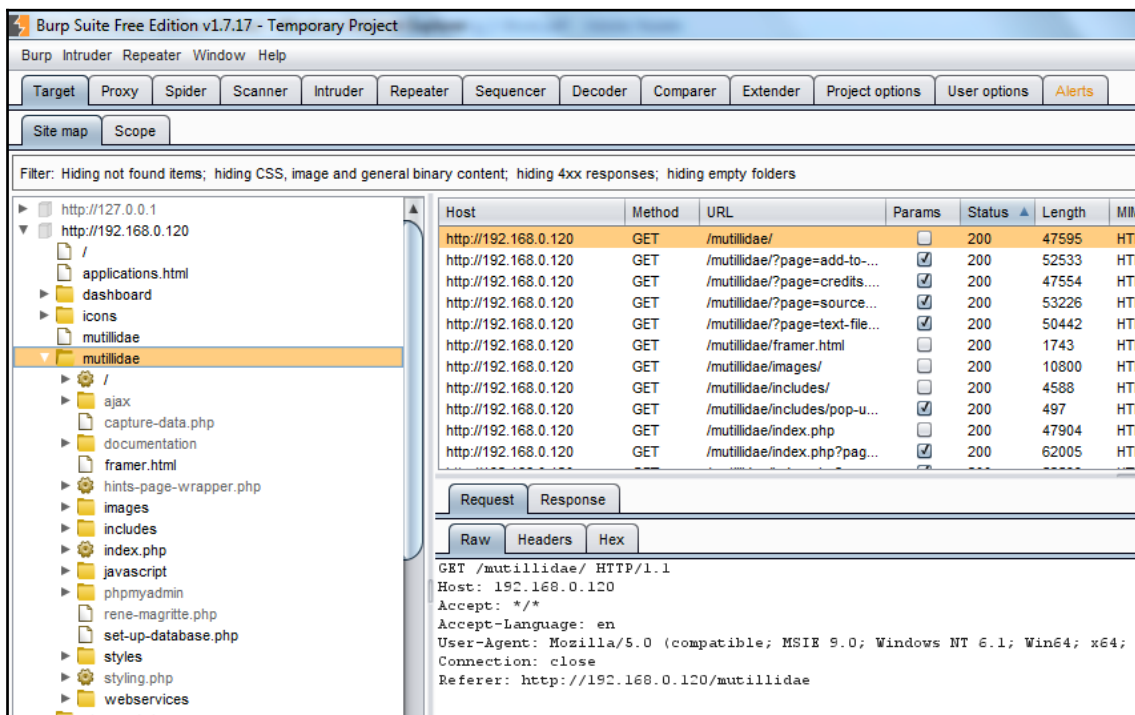 Burp Suite Free Edition v1.7.17 - Temporary Project
Burp Intruder Repeater Window Help
Target Proxy Spider Scanner Intruder Repeater Sequencer Decoder Comparer Extender Project options User options Alerts
Site map Scope
Filter: Hiding not found items; hiding CSS, image and general binary content; hiding 4xx responses; hiding empty folders
http://127.0.0.1
http://192.168.0.120
/
applications.html
dashboard
icons
mutillidae
mutillidae
/
ajax
capture-data.php
documentation
framer.html
hints-page-wrapper.php
images
includes
index.php
javascript
phpmyadmin
rene-magritte.php
set-up-database.php
styles
styling.php
webservices
Host Method URL Params Status Length MIM
http://192.168.0.120 GET /mutillidae/ 200 47595 HT
http://192.168.0.120 GET /mutillidae/?page=add-to-... 200 52533 HT
http://192.168.0.120 GET /mutillidae/?page=credits.... 200 47554 HT
http://192.168.0.120 GET /mutillidae/?page=source... 200 53226 HT
http://192.168.0.120 GET /mutillidae/?page=text-file... 200 50442 HT
http://192.168.0.120 GET /mutillidae/framer.html 200 1743 HT
http://192.168.0.120 GET /mutillidae/images/ 200 10800 HT
http://192.168.0.120 GET /mutillidae/includes/ 200 4588 HT
http://192.168.0.120 GET /mutillidae/includes/pop-u... 200 497 HT
http://192.168.0.120 GET /mutillidae/index.php 200 47904 HT
http://192.168.0.120 GET /mutillidae/index.php?pag... 200 62005 HT
Request Response
Raw Headers Hex
GET /mutillidae/ HTTP/1.1
Host: 192.168.0.120
Accept: */*
Accept-Language: en
User-Agent: Mozilla/5.0 (compatible; MSIE 9.0; Windows NT 6.1; Win64; x64;
Connection: close
Referer: http://192.168.0.120/mutillidae